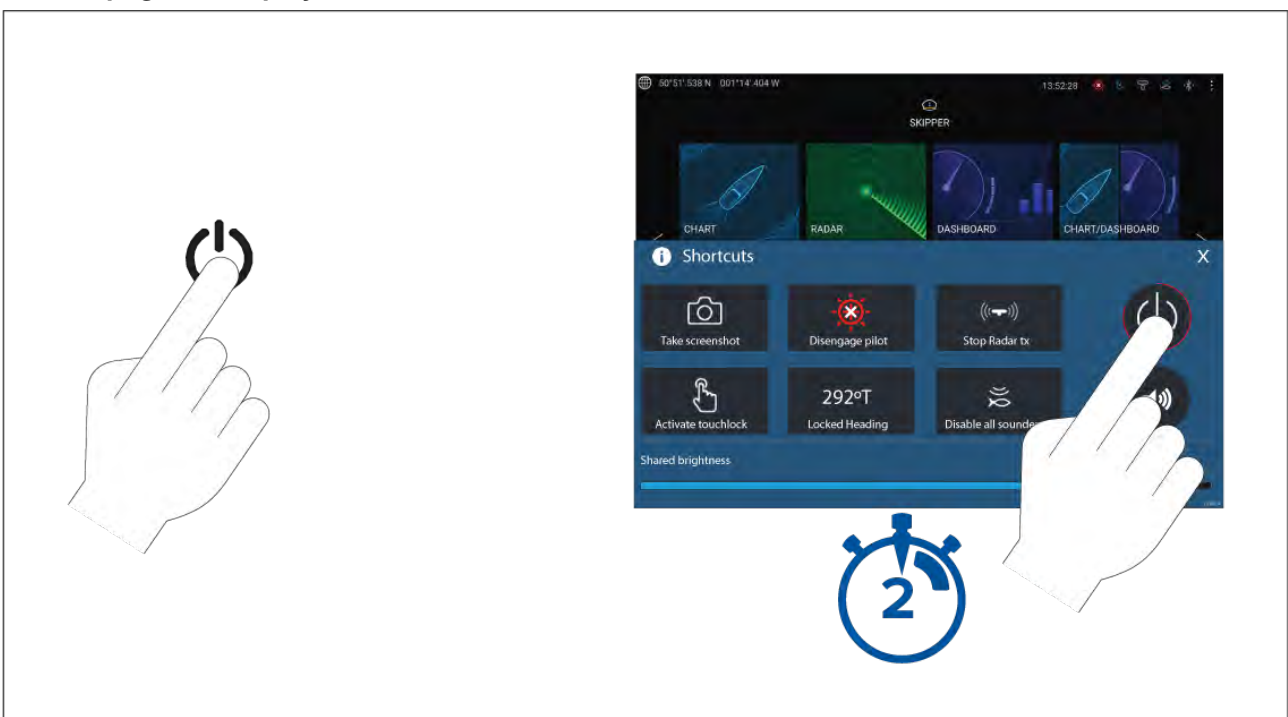 50°51'.538 N 001°14'.404 W
13:52:28
SKIPPER
CHART
RADAR
DASHBOARD
CHART/DASHBOARD
i Shortcuts X
Take screenshot
Disengage pilot
Stop Radar tx
292ºT
Activate touchlock
Locked Heading
Disable all sounde
Shared brightness
2